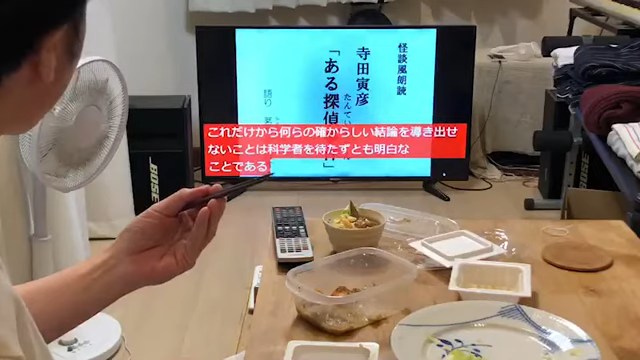 怪談風朗読
寺田寅彦
「ある探偵
たんてい
語り
これだけから何らの確からしい結論を導き出せ
ないことは科学者を待たずとも明白な
ことである
BOSE
BOSE